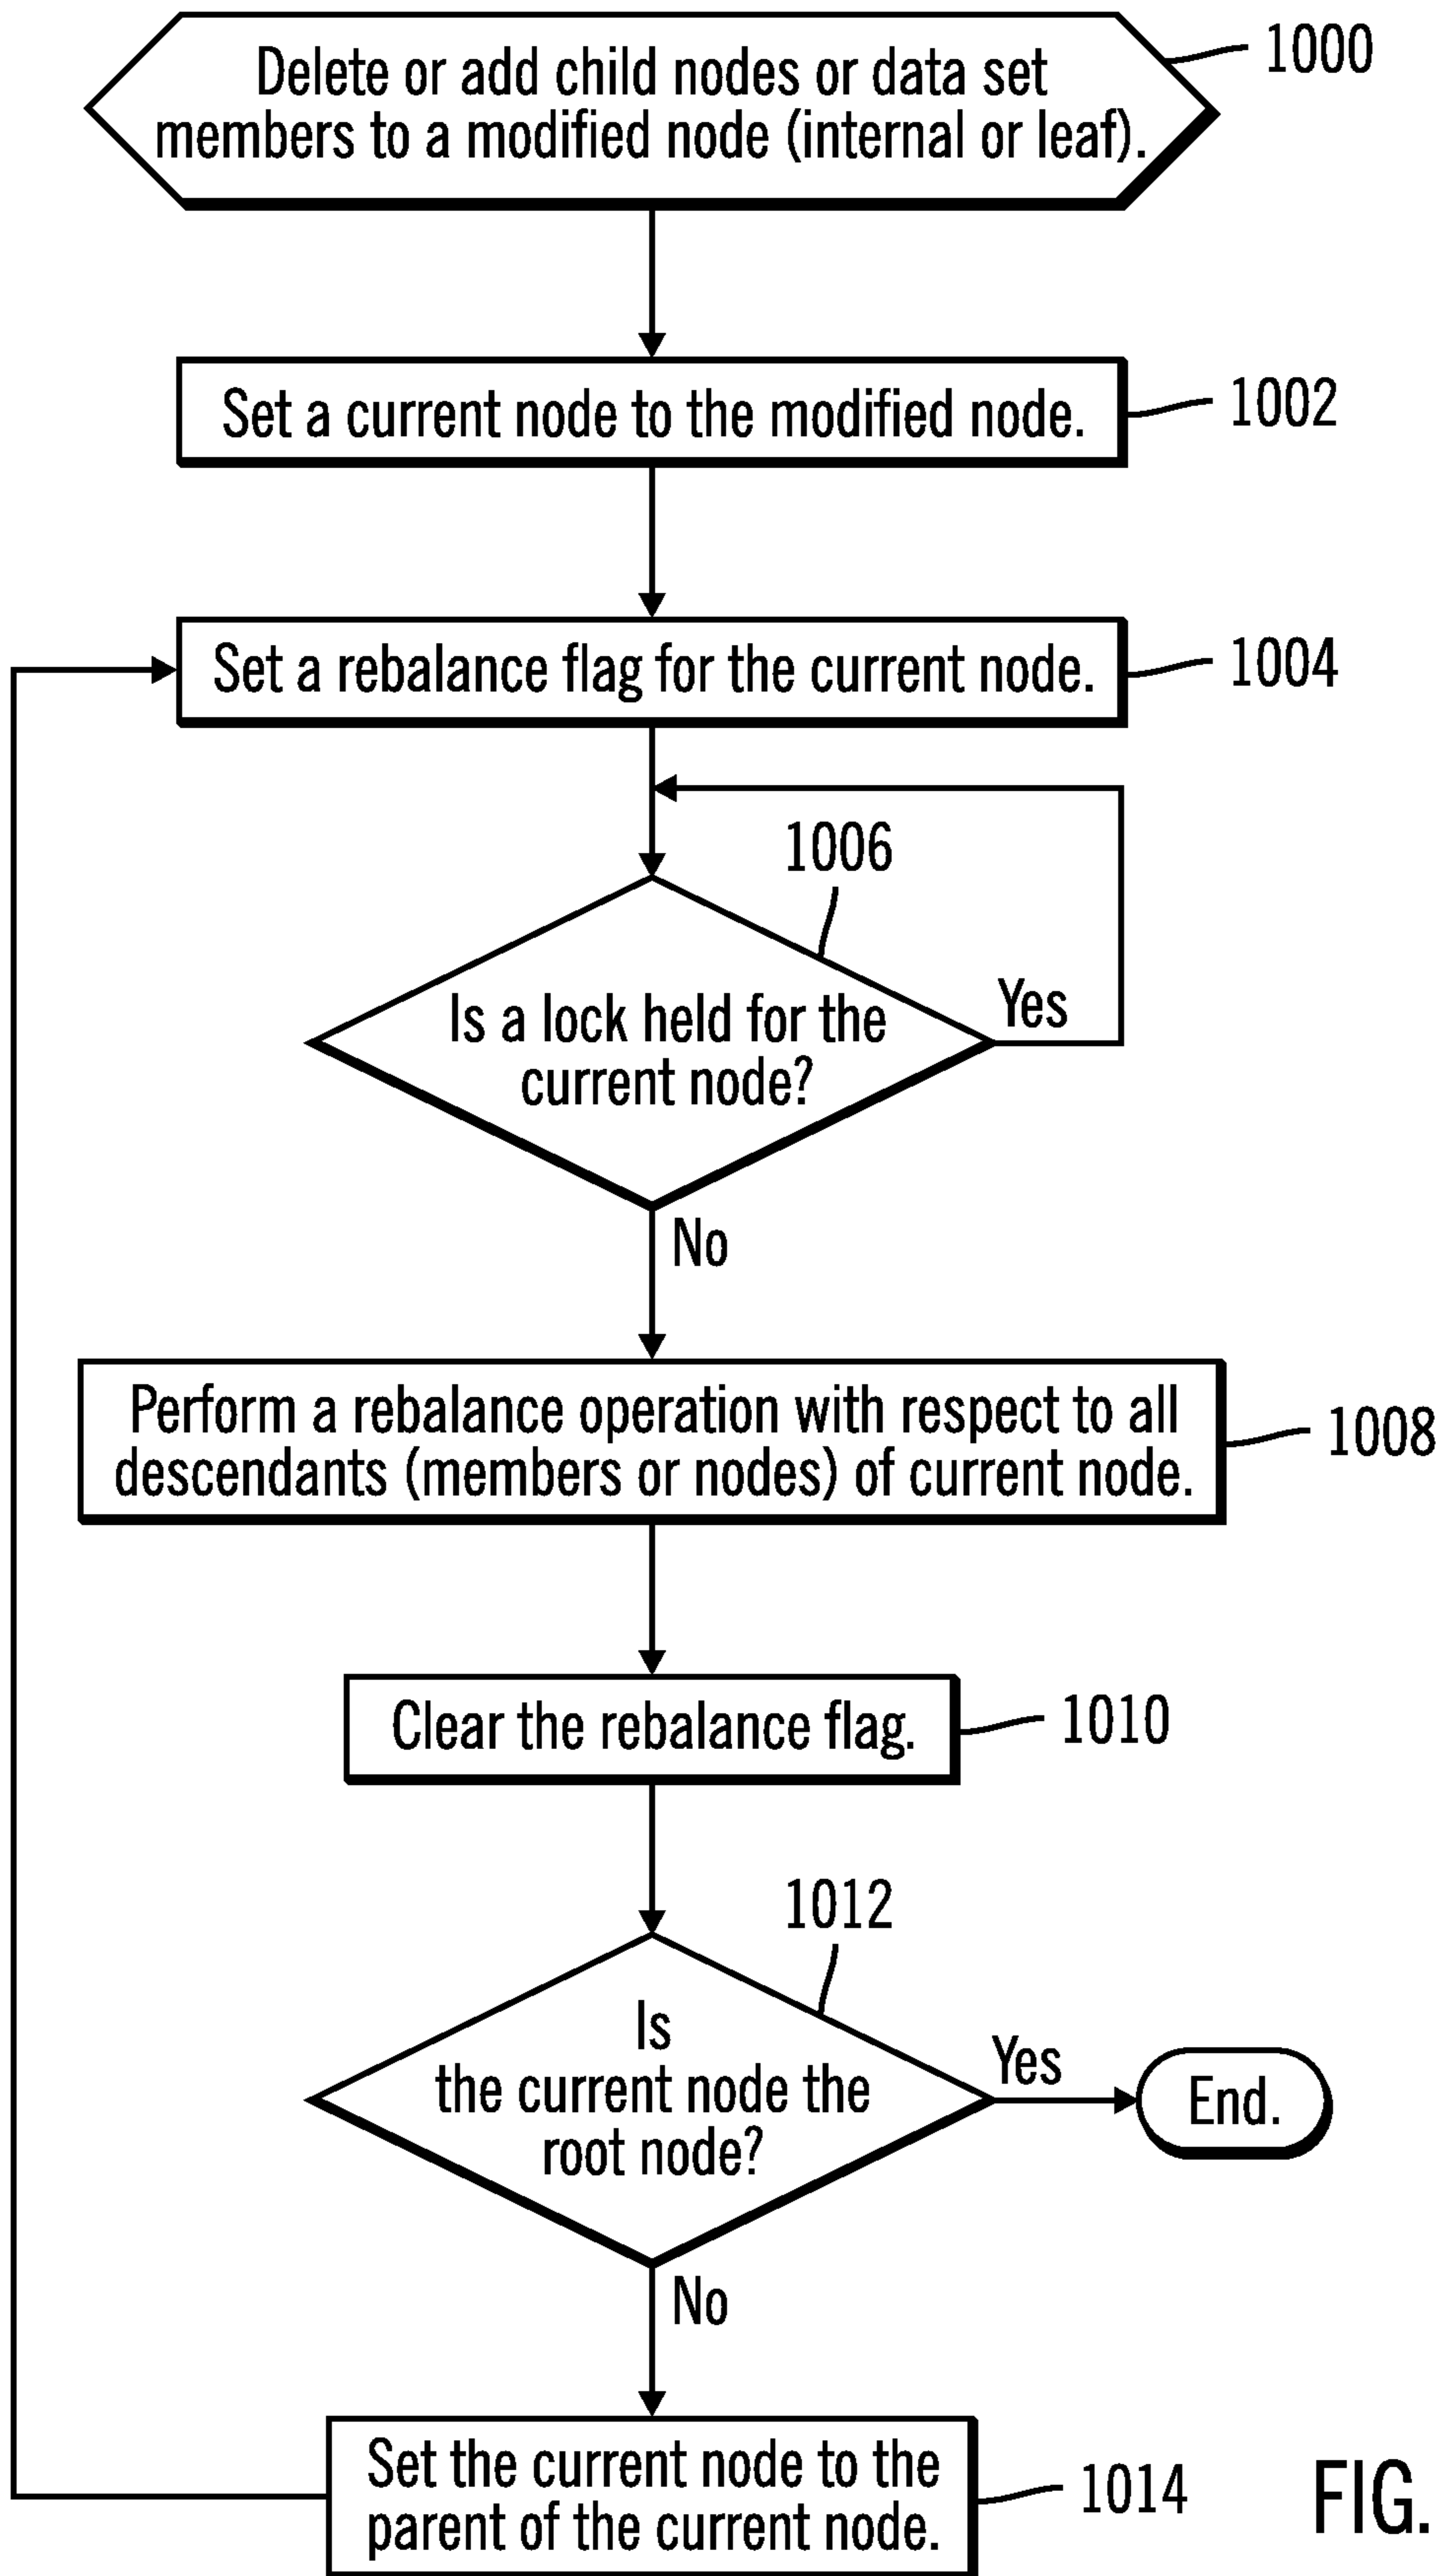 Delete or add child nodes or data set
members to a modified node (internal or leaf).
1000
Set a current node to the modified node.
1002
Set a rebalance flag for the current node.
1004
1006
Is a lock held for the
current node?
Yes
No
Perform a rebalance operation with respect to all
descendants (members or nodes) of current node.
1008
Clear the rebalance flag.
1010
1012
Is
the current node the
root node?
Yes
End.
No
Set the current node to the
parent of the current node.
1014
FIG.